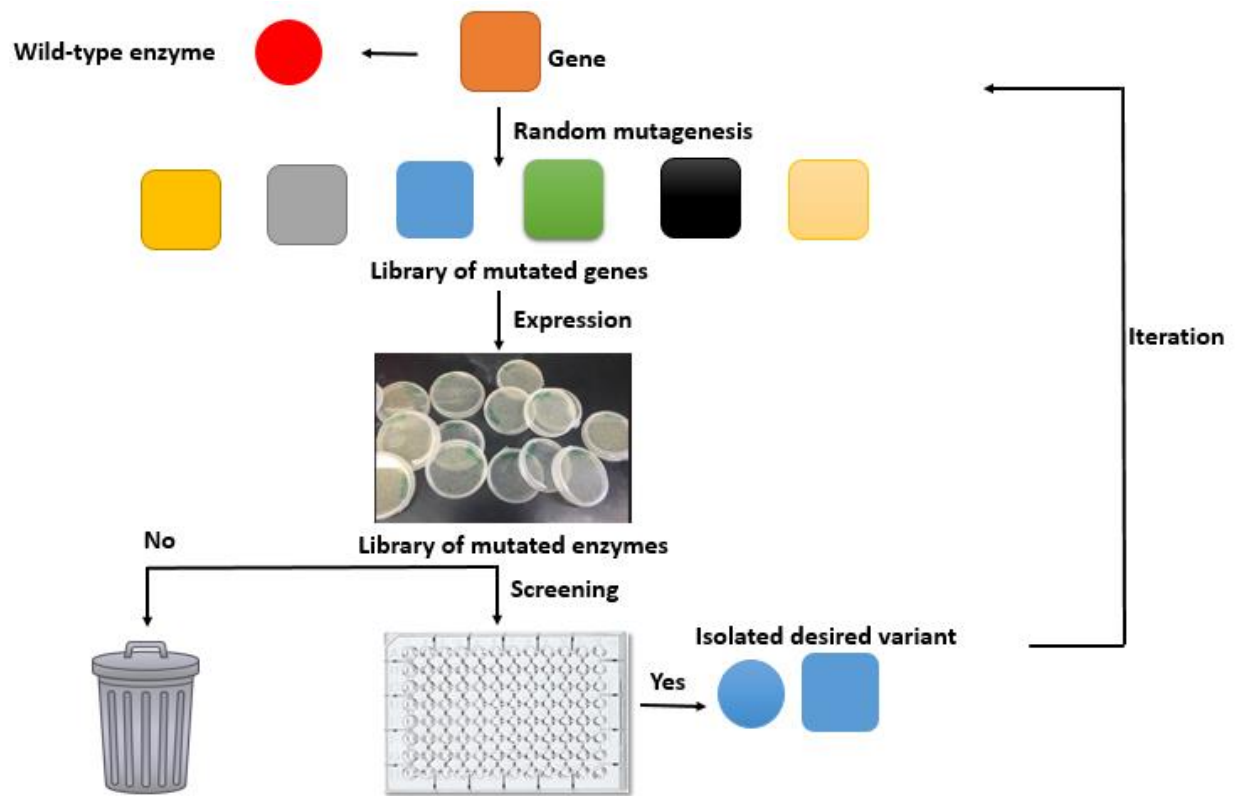 Wild-type enzyme
Gene
Random mutagenesis
Library of mutated genes
Expression
Iteration
Library of mutated enzymes
No
Screening
Isolated desired variant
Yes